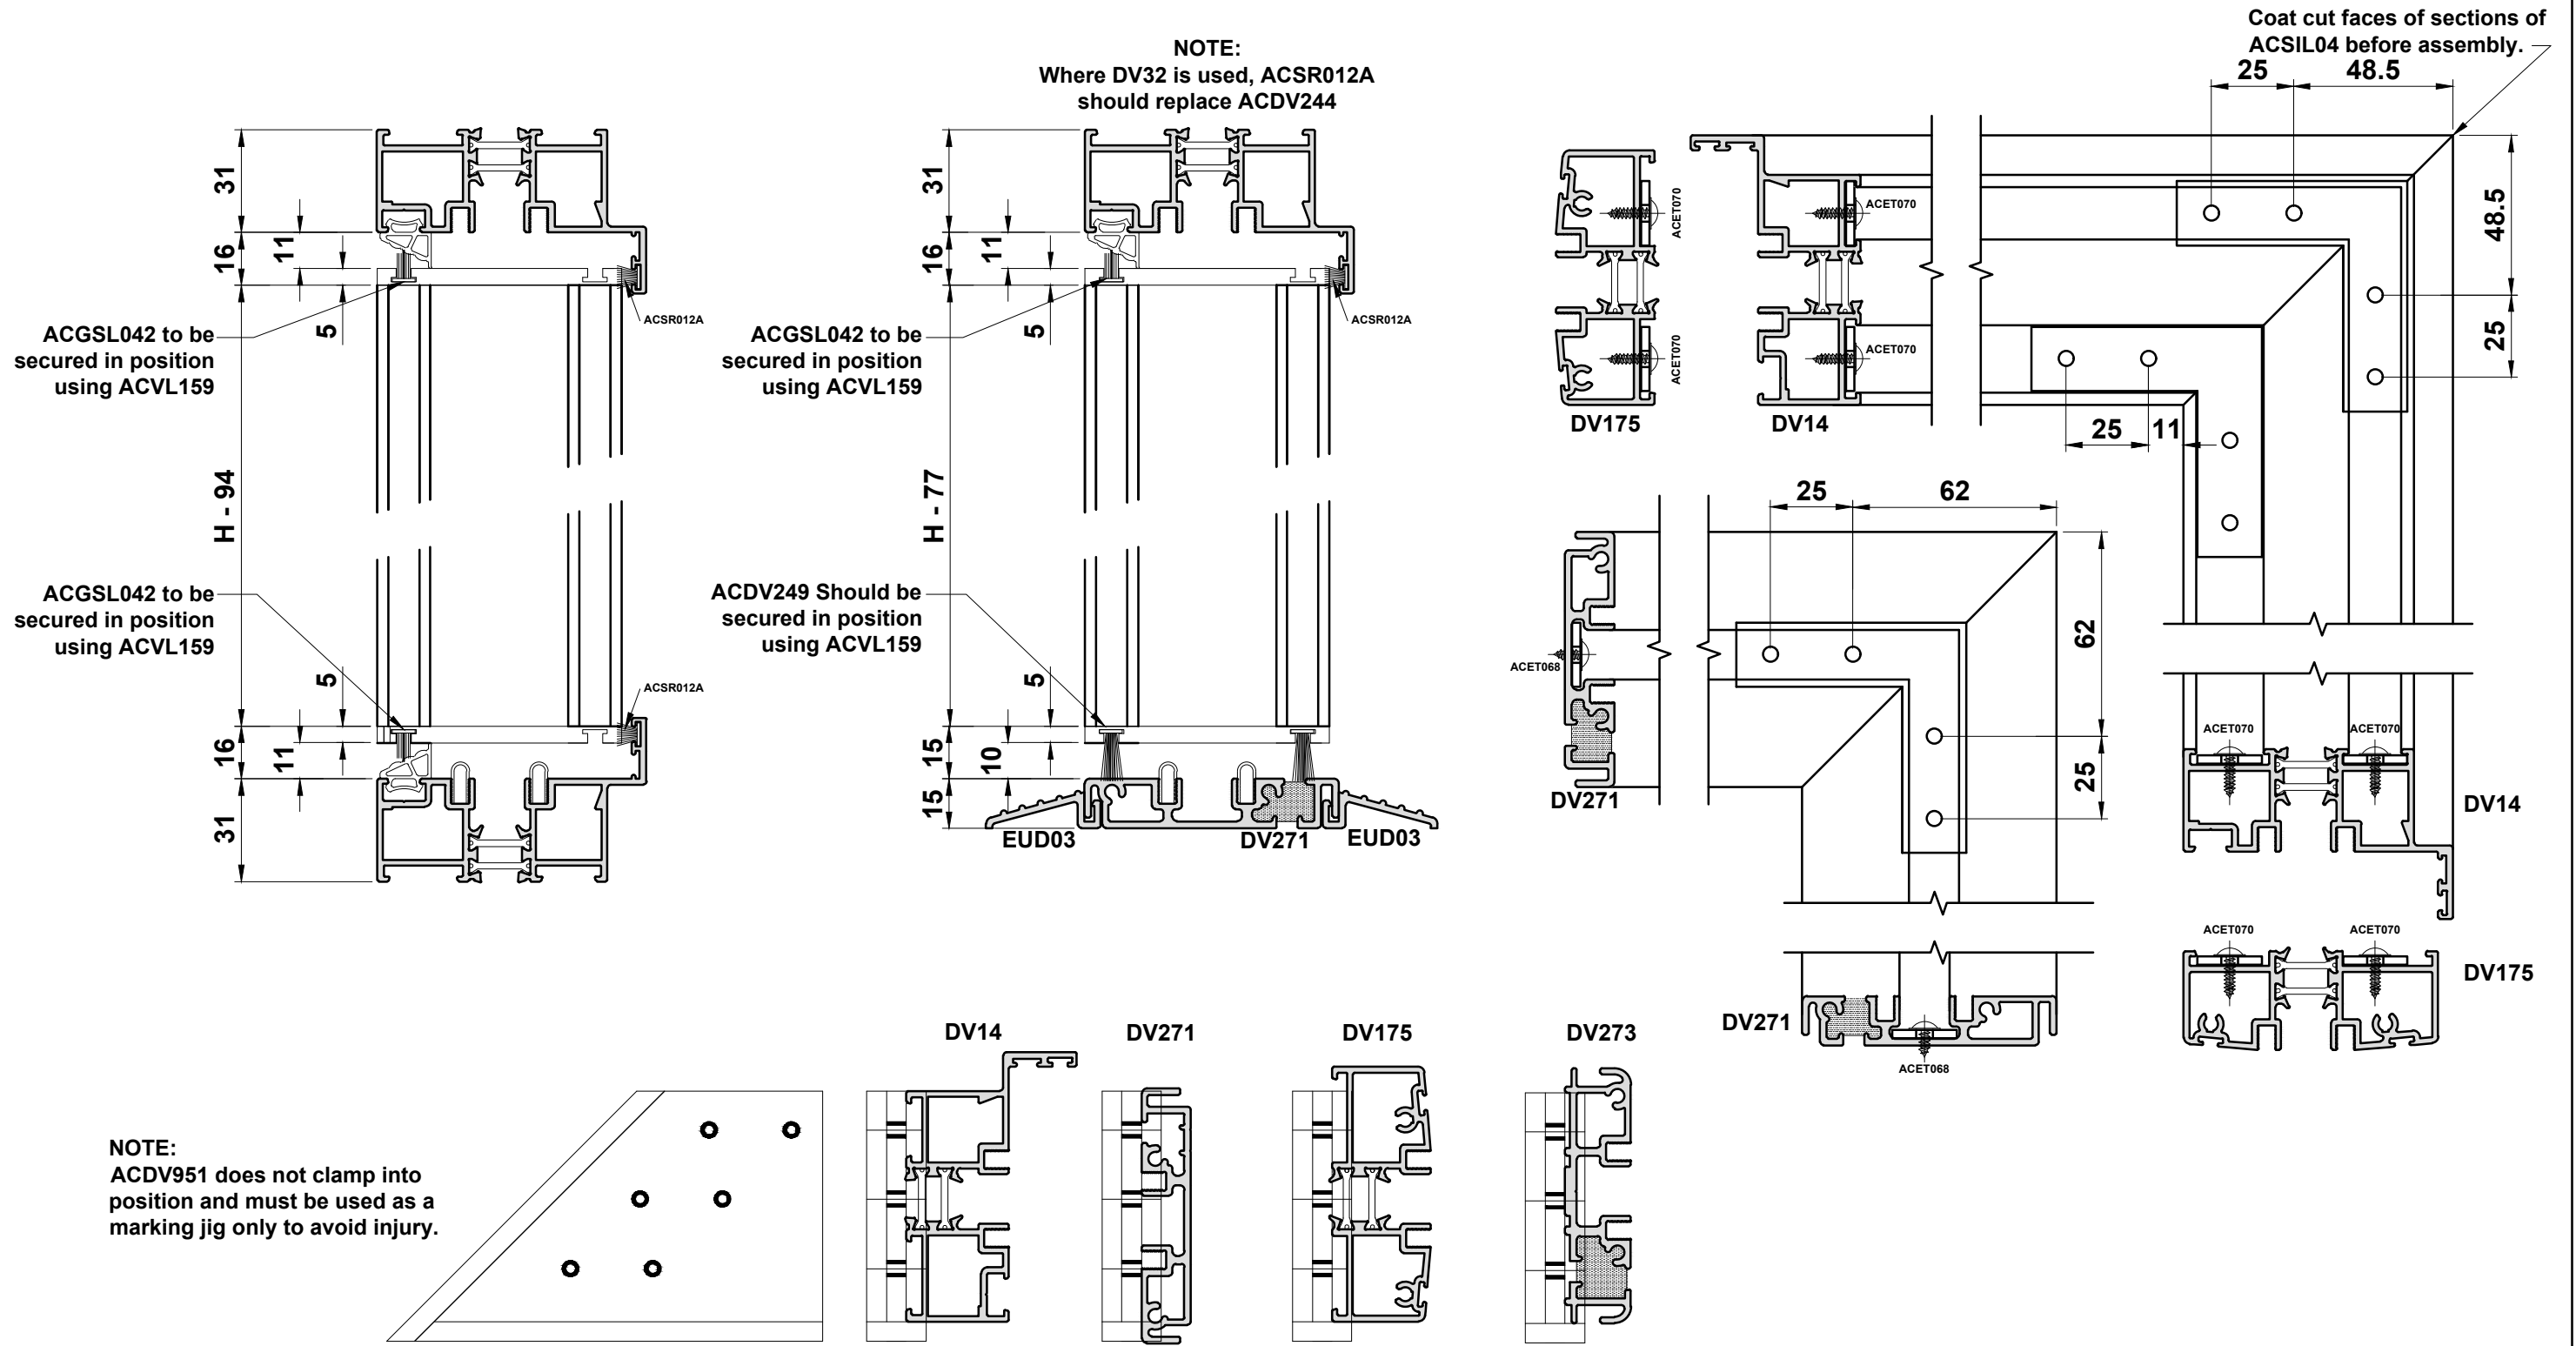 Coat cut faces of sections of
ACSIL04 before assembly.
NOTE:
Where DV32 is used, ACSR012A
should replace ACDV244
31
16
11
5
H - 94
5
16
11
31
ACSR012A
ACSR012A
ACGSL042 to be
secured in position
using ACVL159
ACGSL042 to be
secured in position
using ACVL159
31
16
11
5
H - 77
5
15
10
15
ACSR012A
ACGSL042 to be
secured in position
using ACVL159
ACDV249 Should be
secured in position
using ACVL159
EUD03
DV271
EUD03
25
48.5
48.5
25
ACET070
ACET070
DV175
ACET070
ACET070
DV14
25
11
25
62
62
25
ACET068
DV271
DV271
ACET068
ACET070
ACET070
DV14
ACET070
ACET070
DV175
DV14
DV271
DV175
DV273
NOTE:
ACDV951 does not clamp into
position and must be used as a
marking jig only to avoid injury.